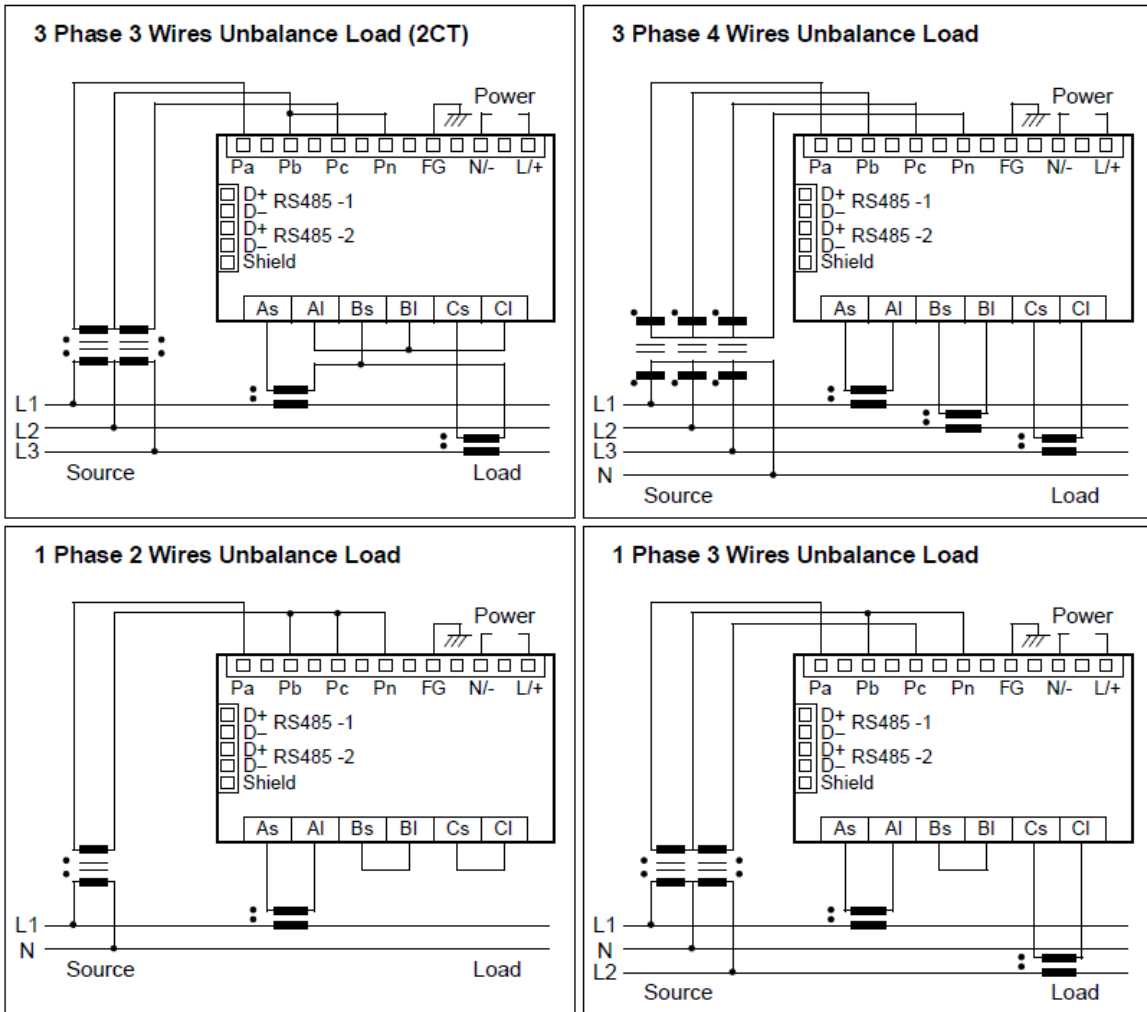 3 Phase 3 Wires Unbalance Load (2CT)
Power
Pa Pb Pc Pn FG N/- L/+
D+
RS485 -1
D–
D+
RS485 -2
D–
Shield
As Al Bs Bl Cs Cl
L1
L2
L3
Source Load
3 Phase 4 Wires Unbalance Load
Power
Pa Pb Pc Pn FG N/- L/+
D+
RS485 -1
D–
D+
RS485 -2
D–
Shield
As Al Bs Bl Cs Cl
L1
L2
L3
N
Source Load
1 Phase 2 Wires Unbalance Load
Power
Pa Pb Pc Pn FG N/- L/+
D+
RS485 -1
D–
D+
RS485 -2
D–
Shield
As Al Bs Bl Cs Cl
L1
N
Source Load
1 Phase 3 Wires Unbalance Load
Power
Pa Pb Pc Pn FG N/- L/+
D+
RS485 -1
D–
D+
RS485 -2
D–
Shield
As Al Bs Bl Cs Cl
L1
N
L2
Source Load